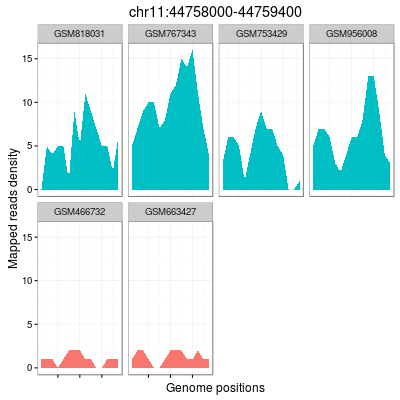 chr11:44758000-44759400
GSM818031 GSM767343 GSM753429 GSM956008
15
10
5
0
Mapped reads density
GSM466732 GSM663427
15
10
5
0
Genome positions